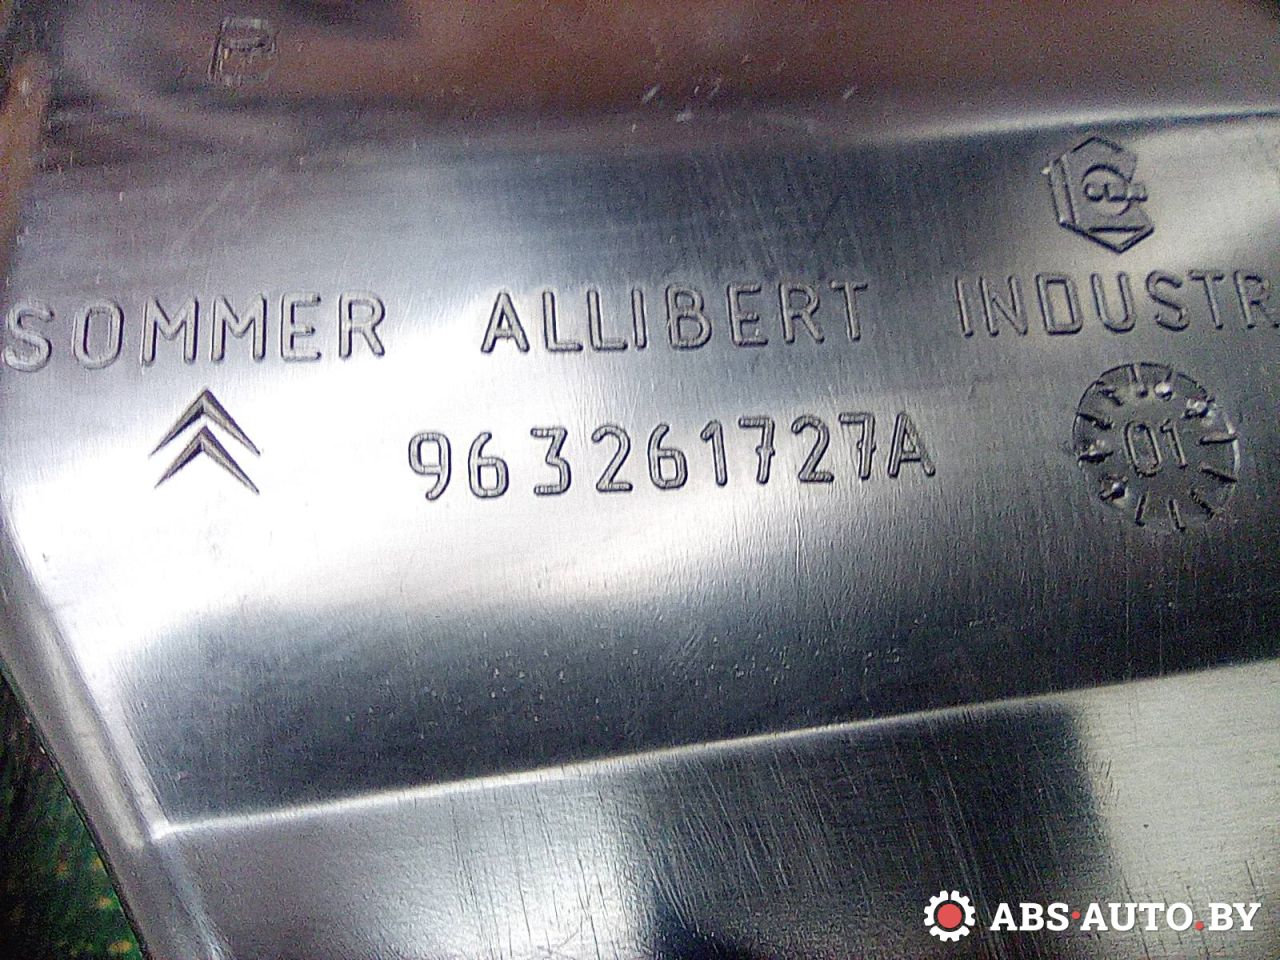 P
SOMMER ALLIBERT INDUSTR
963261727A
01
ABS·AUTO.BY